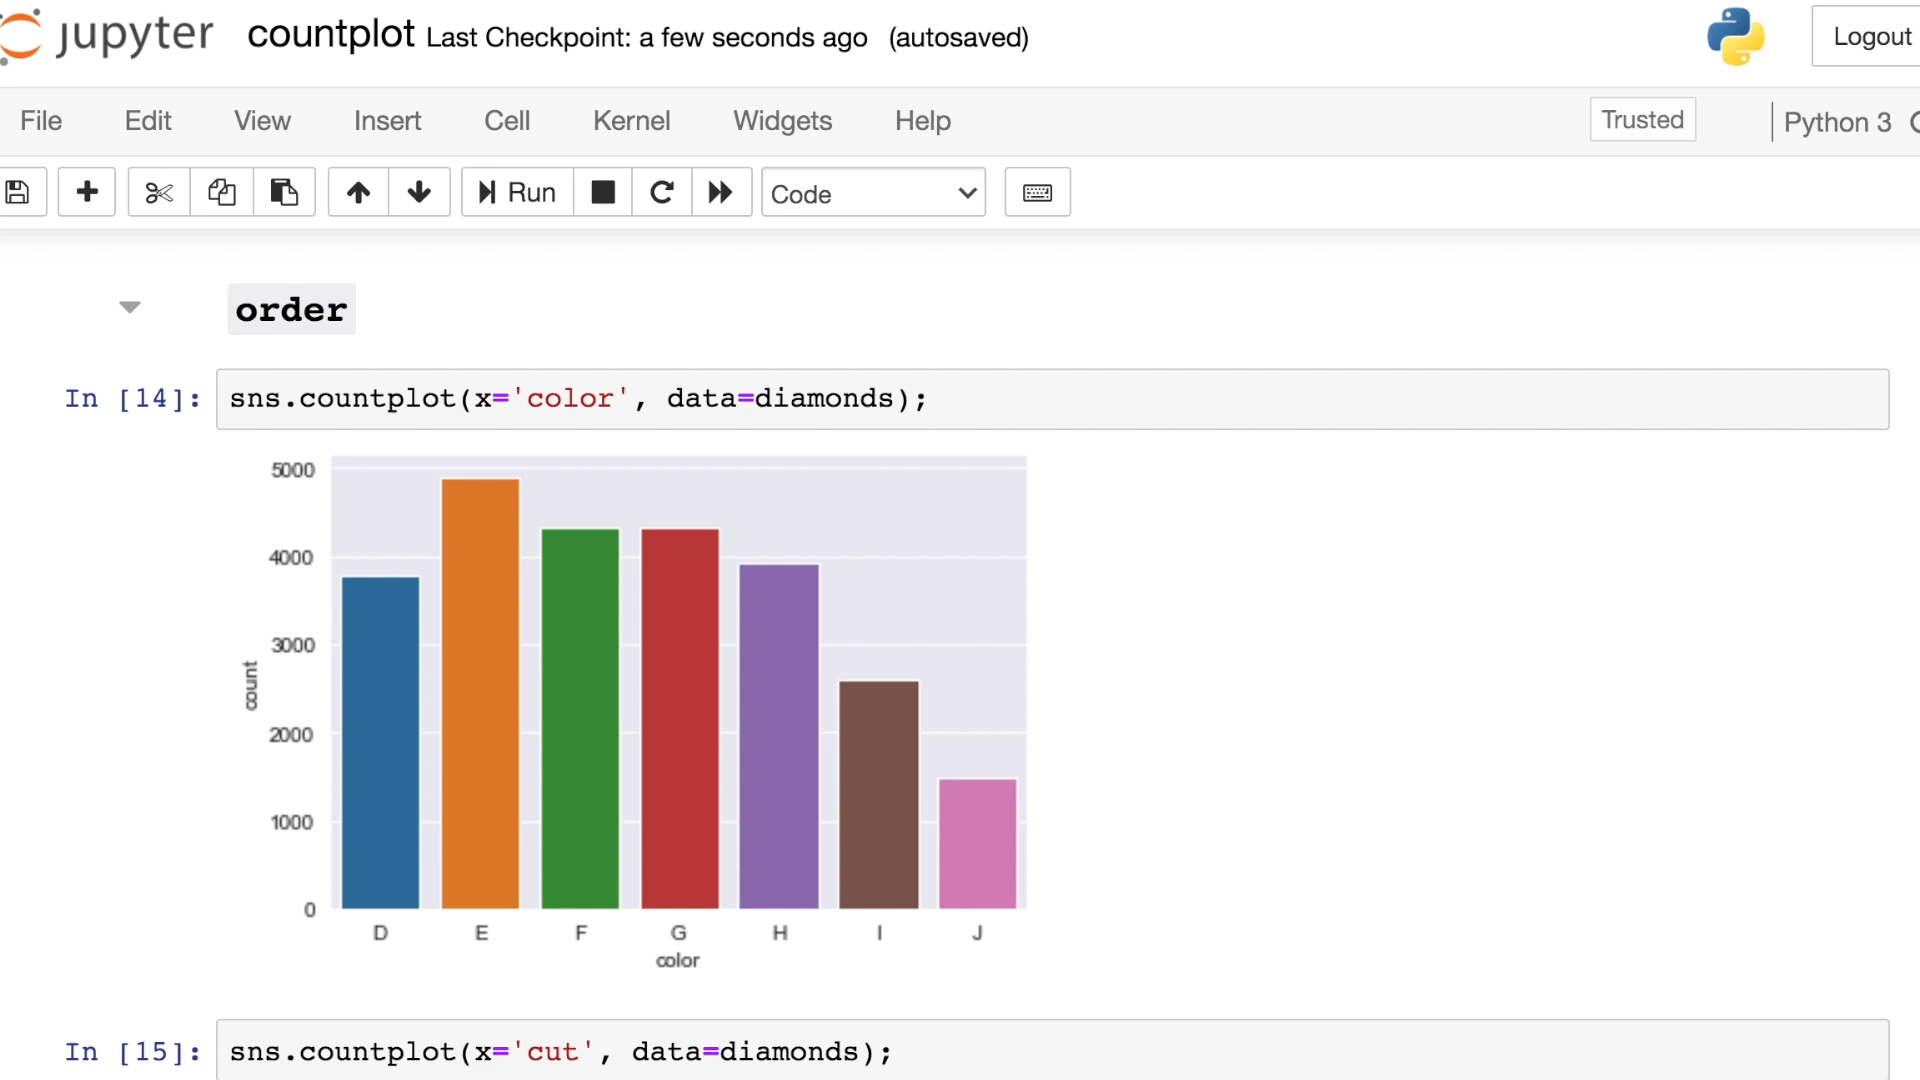 jupyter countplot Last Checkpoint: a few seconds ago (autosaved) Logout
File Edit View Insert Cell Kernel Widgets Help Trusted Python 3
Run Code
order
In [14]: sns.countplot(x='color', data=diamonds);
5000
4000
3000
2000
1000
0
count
D E F G H I J
color
In [15]: sns.countplot(x='cut', data=diamonds);